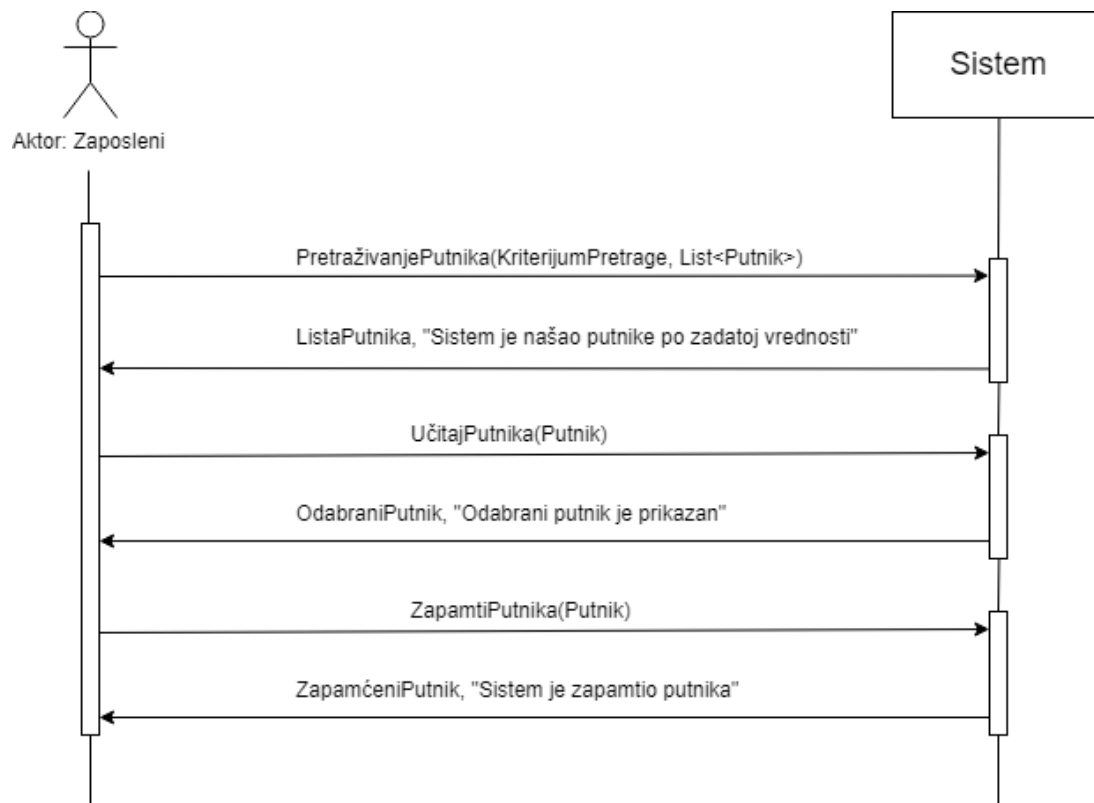 Sistem
Aktor: Zaposleni
PretraživanjePutnika(KriterijumPretrage, List<Putnik>)
ListaPutnika, "Sistem je našao putnike po zadatoj vrednosti"
UčitajPutnika(Putnik)
OdabraniPutnik, "Odabrani putnik je prikazan"
ZapamtiPutnika(Putnik)
ZapamćeniPutnik, "Sistem je zapamtio putnika"